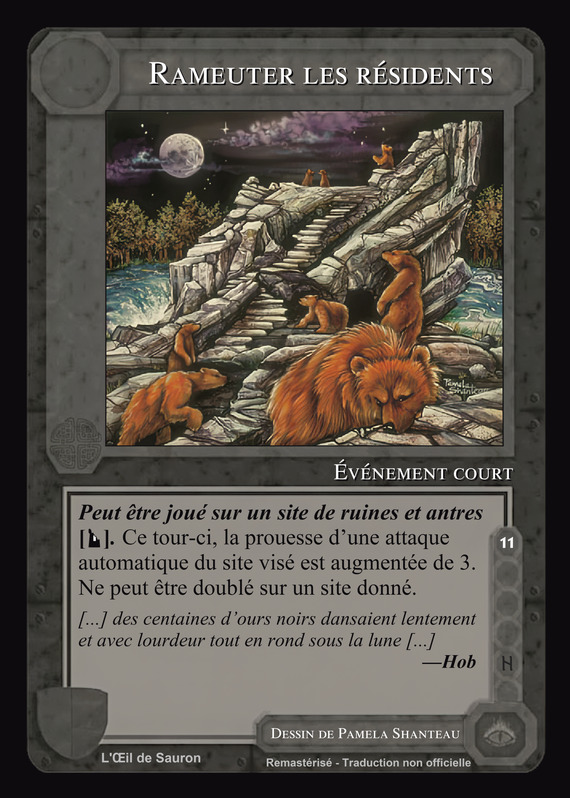 Rameuter les résidents
Pamela
Shanteau
Événement court
Peut être joué sur un site de ruines et antres
[]. Ce tour-ci, la prouesse d’une attaque
automatique du site visé est augmentée de 3.
Ne peut être doublé sur un site donné.
[...] des centaines d’ours noirs dansaient lentement
et avec lourdeur tout en rond sous la lune [...]
—Hob
11
Dessin de Pamela Shanteau
L'Œil de Sauron
Remastérisé - Traduction non officielle